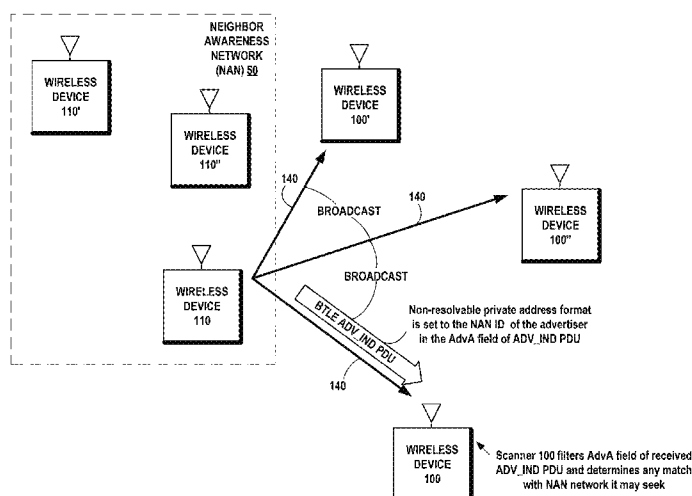 NEIGHBOR
AWARENESS
NETWORK
(NAN) 50
WIRELESS
DEVICE
110'
WIRELESS
DEVICE
110"
WIRELESS
DEVICE
100'
140
BROADCAST
140
WIRELESS
DEVICE
100"
BROADCAST
WIRELESS
DEVICE
110
BTLE ADV_IND PDU
Non-resolvable private address format
is set to the NAN ID of the advertiser
in the AdvA field of ADV_IND PDU
140
WIRELESS
DEVICE
100
Scanner 100 filters AdvA field of received
ADV_IND PDU and determines any match
with NAN network it may seek